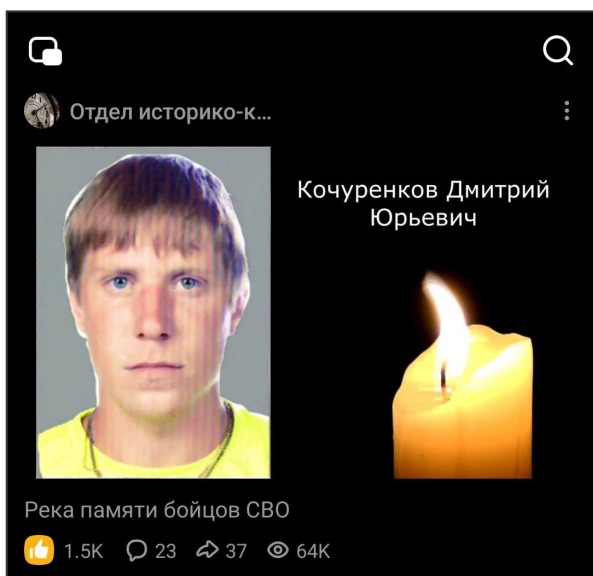 Отдел историко-к...
Кочуренков Дмитрий
Юрьевич
Река памяти бойцов СВО
1.5K 23 37 64K